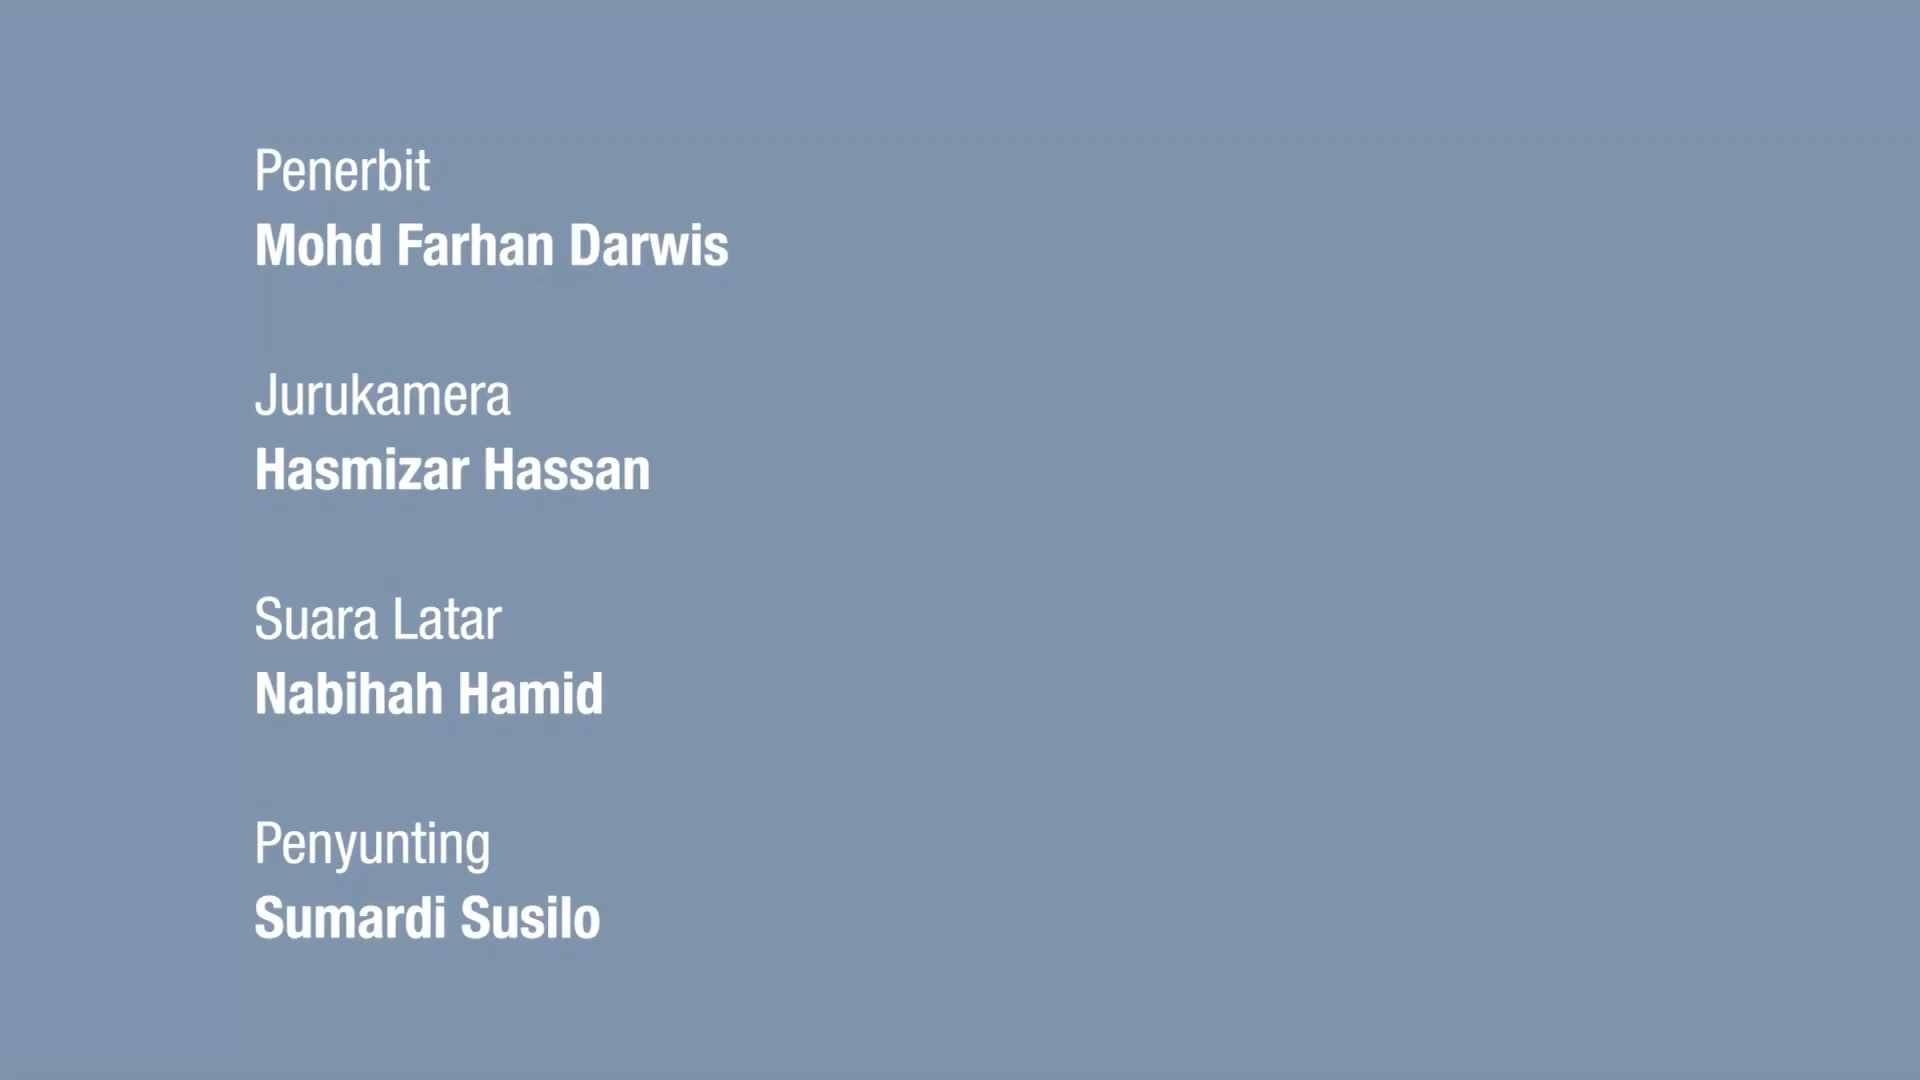 Penerbit
Mohd Farhan Darwis
Jurukamera
Hasmizar Hassan
Suara Latar
Nabihah Hamid
Penyunting
Sumardi Susilo